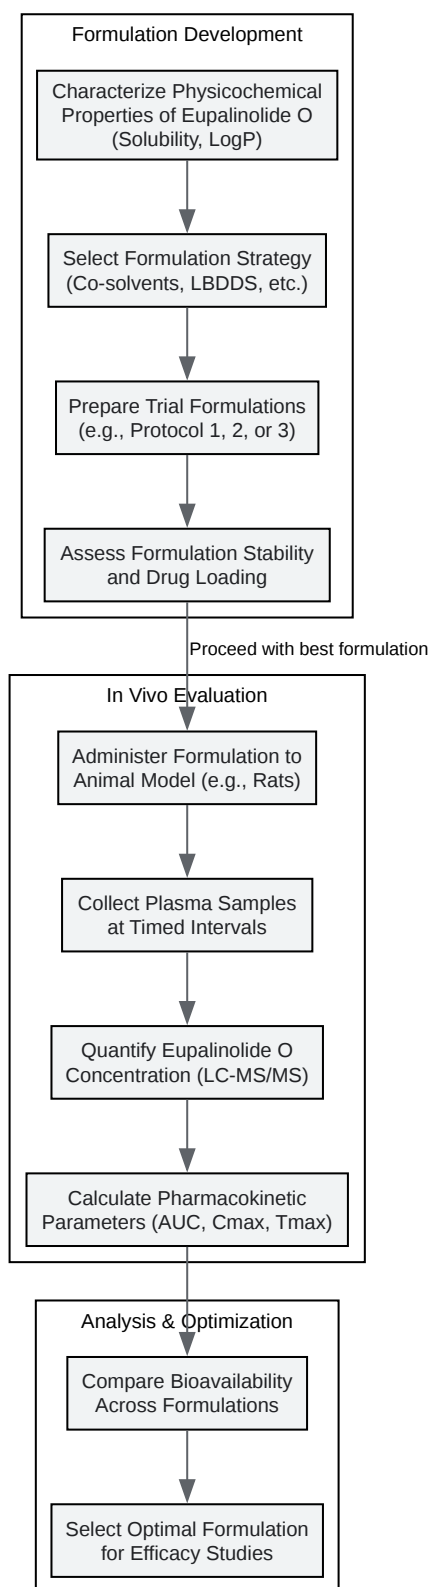 Formulation Development
Characterize Physicochemical
Properties of Eupalinolide O
(Solubility, LogP)
Select Formulation Strategy
(Co-solvents, LBDDS, etc.)
Prepare Trial Formulations
(e.g., Protocol 1, 2, or 3)
Assess Formulation Stability
and Drug Loading
Proceed with best formulation
In Vivo Evaluation
Administer Formulation to
Animal Model (e.g., Rats)
Collect Plasma Samples
at Timed Intervals
Quantify Eupalinolide O
Concentration (LC-MS/MS)
Calculate Pharmacokinetic
Parameters (AUC, Cmax, Tmax)
Analysis & Optimization
Compare Bioavailability
Across Formulations
Select Optimal Formulation
for Efficacy Studies